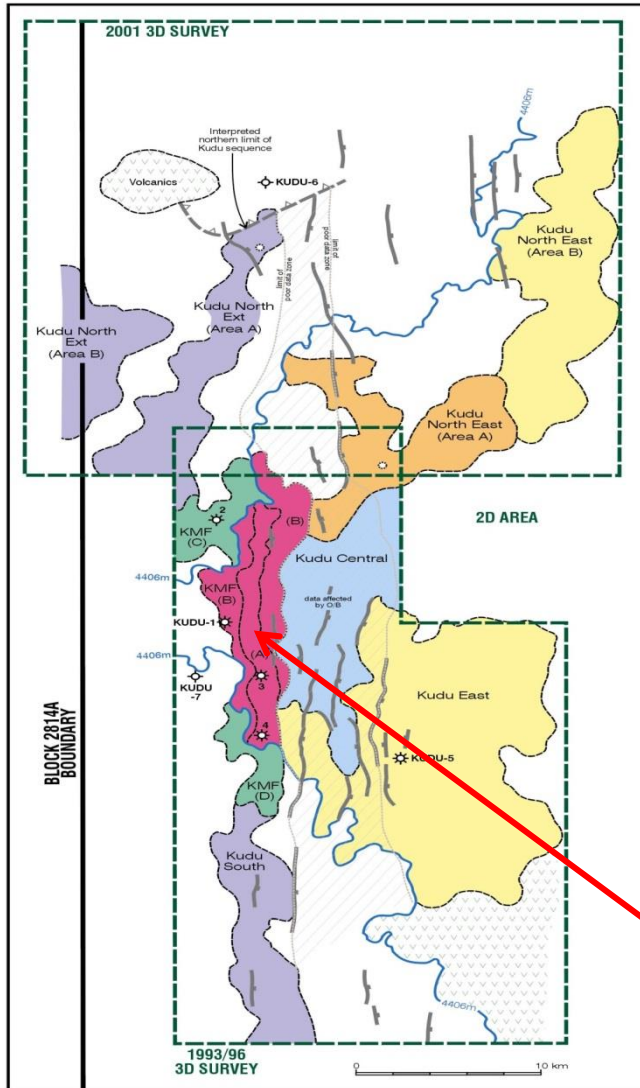 2001 3D SURVEY
4406m
Interpreted
northern limit of
Kudu sequence
Volcanics
KUDU-6
limit of
poor data zone
limit of
poor data zone
Kudu
North East
(Area B)
Kudu North
Ext
(Area B)
Kudu North
Ext
(Area A)
Kudu
North East
(Area A)
2
KMF
(C)
(B)
2D AREA
Kudu Central
4406m
KMF
(B)
data affected
by O/B
KUDU-1
4406m
(A)
3
KUDU
-7
Kudu East
4
KUDU-5
BLOCK 2814A
BOUNDARY
KMF
(D)
Kudu
South
1993/96
3D SURVEY
4406m
0
10 km